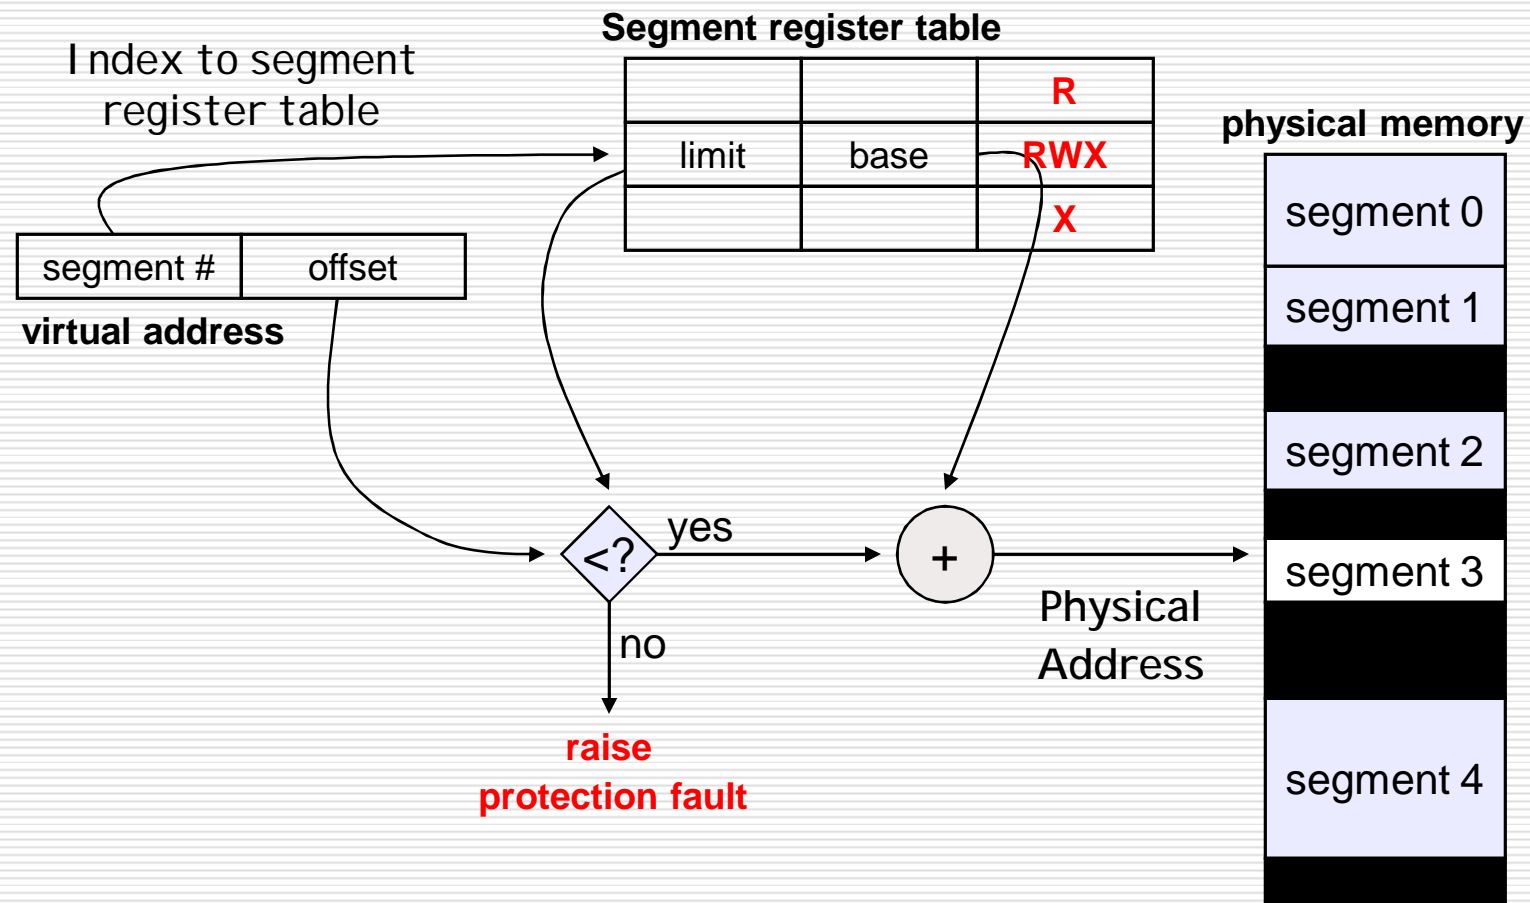 Segment register table
Index to segment
register table
R
physical memory
limit base RWX
X
segment 0
segment # offset
segment 1
virtual address
segment 2
yes
<?
+
segment 3
Physical
Address
no
raise
protection fault
segment 4